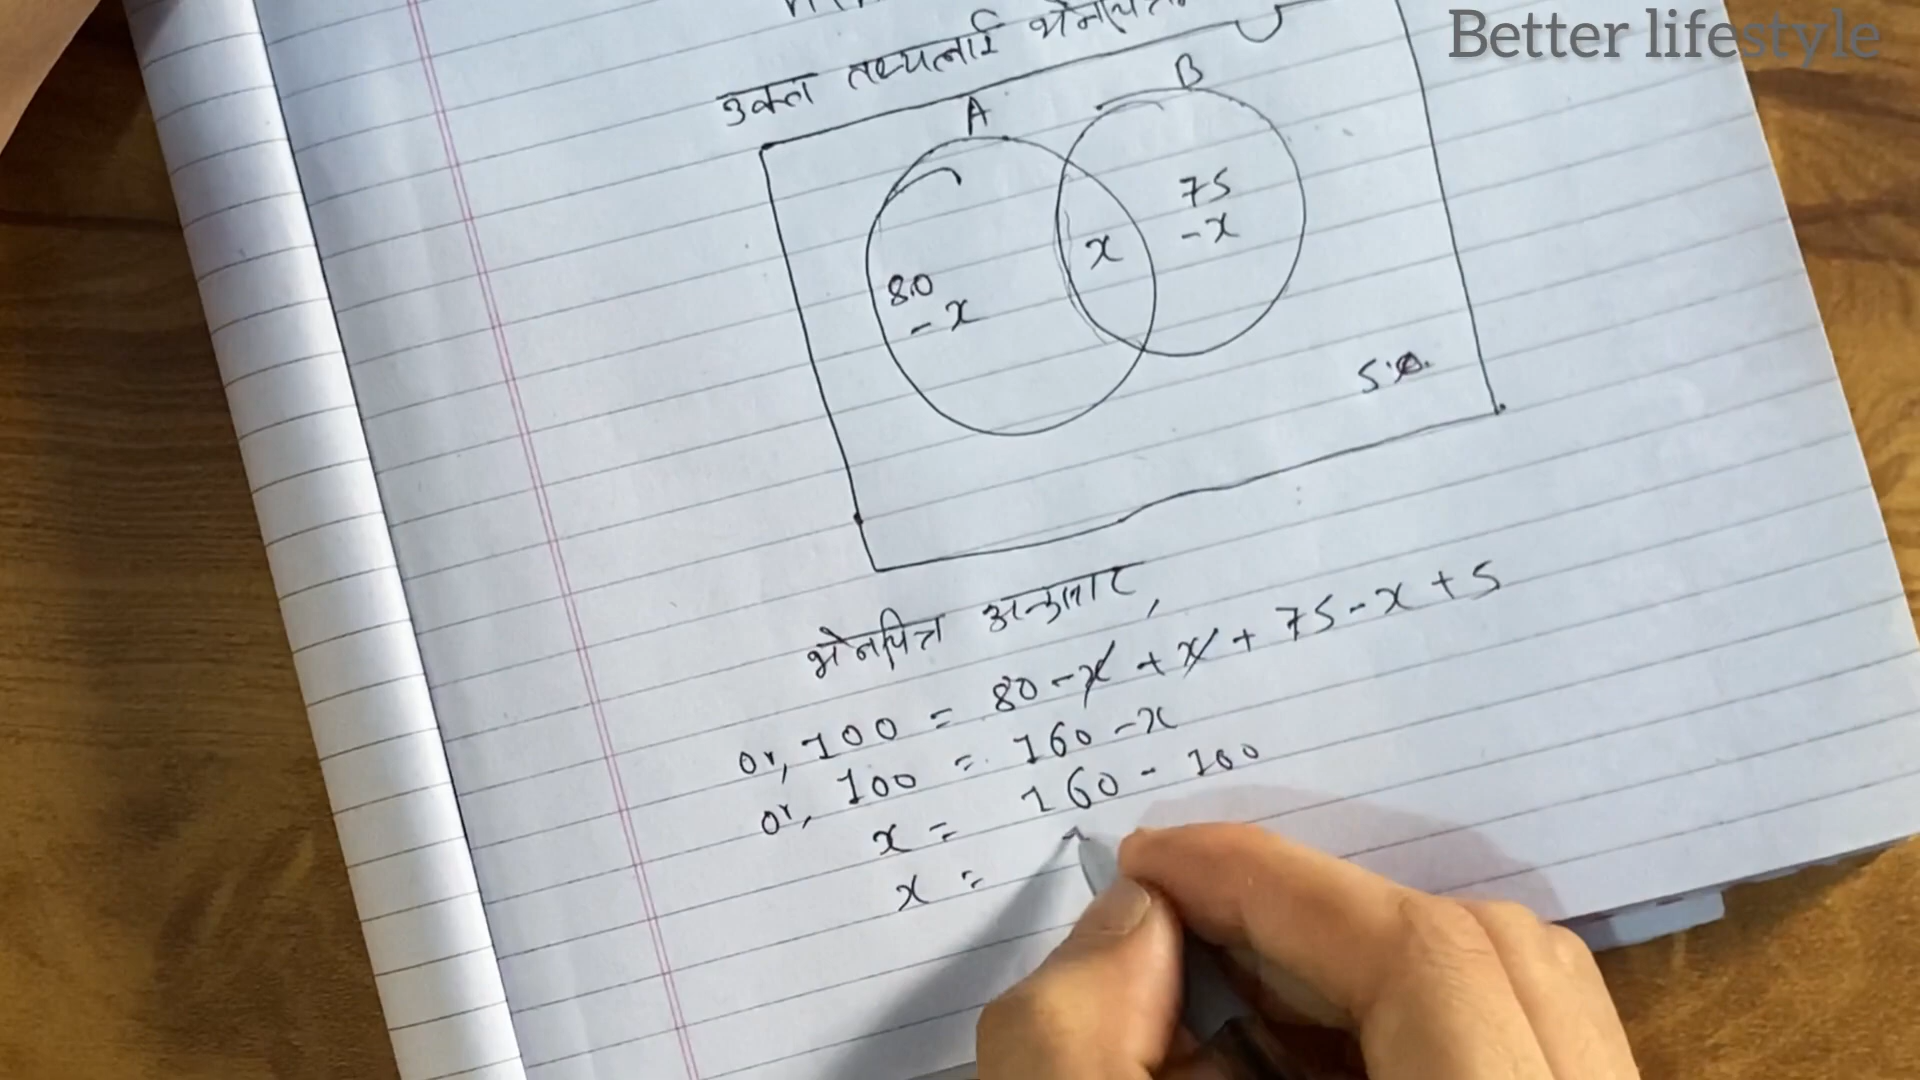 Better lifestyle
उक्त तथ्यलाई भेनचित्र
A
B
75
- x
x
80
- x
5
भेनचित्र अनुसार,
or, 100 = 80 - x + x + 75 - x + 5
or, 100 = 160 - x
x = 160 - 100
x =